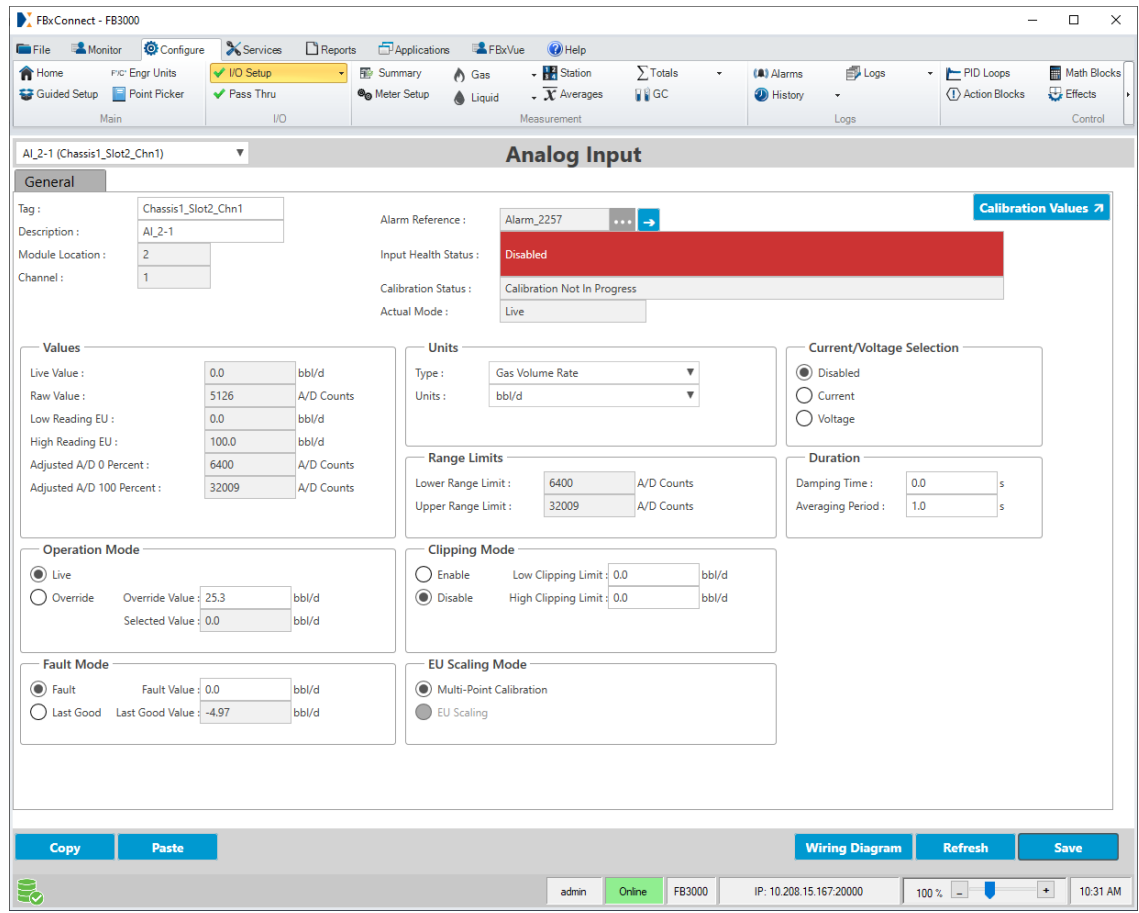 FBxConnect - FB3000
File Monitor Configure Services Reports Applications FBxVue Help
Home Engr Units I/O Setup Summary Gas Station Totals Alarms Logs PID Loops Math Blocks
Guided Setup Point Picker Pass Thru Meter Setup Liquid X Averages GC History Action Blocks Effects
Main I/O Measurement Logs Control
AI_2-1 (Chassis1_Slot2_Chn1) Analog Input
General
Calibration Values
Tag : Chassis1_Slot2_Chn1
Description : AI_2-1
Module Location : 2
Channel : 1
Alarm Reference : Alarm_2257 ...
Input Health Status : Disabled
Calibration Status : Calibration Not In Progress
Actual Mode : Live
Values
Live Value : 0.0 bbl/d
Raw Value : 5126 A/D Counts
Low Reading EU : 0.0 bbl/d
High Reading EU : 100.0 bbl/d
Adjusted A/D 0 Percent : 6400 A/D Counts
Adjusted A/D 100 Percent : 32009 A/D Counts
Units
Type : Gas Volume Rate
Units : bbl/d
Current/Voltage Selection
Disabled
Current
Voltage
Range Limits
Lower Range Limit : 6400 A/D Counts
Upper Range Limit : 32009 A/D Counts
Duration
Damping Time : 0.0 s
Averaging Period : 1.0 s
Operation Mode
Live
Override Override Value : 25.3 bbl/d
Selected Value : 0.0 bbl/d
Clipping Mode
Enable Low Clipping Limit : 0.0 bbl/d
Disable High Clipping Limit : 0.0 bbl/d
Fault Mode
Fault Fault Value : 0.0 bbl/d
Last Good Last Good Value : -4.97 bbl/d
EU Scaling Mode
Multi-Point Calibration
EU Scaling
Copy Paste Wiring Diagram Refresh Save
admin Online FB3000 IP: 10.208.15.167:20000 100 % - + 10:31 AM